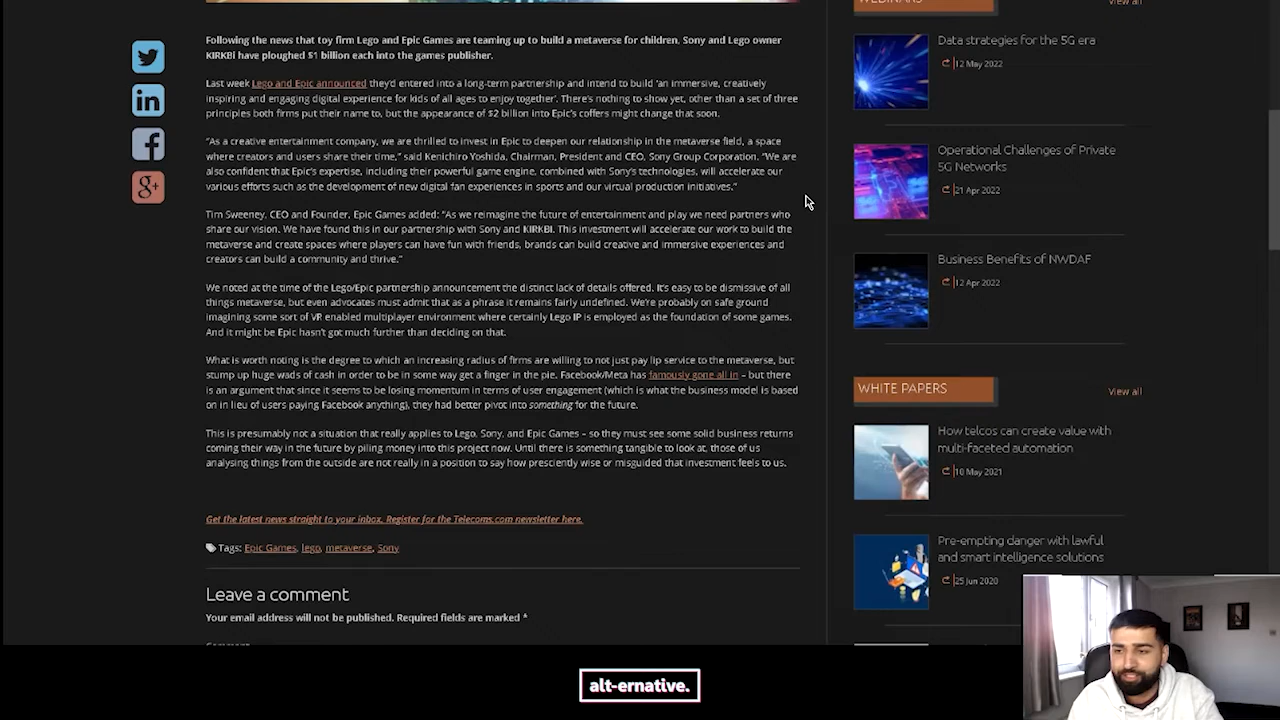 WEBINARS
View all
Following the news that toy firm Lego and Epic Games are teaming up to build a metaverse for children, Sony and Lego owner
KIRKBI have ploughed $1 billion each into the games publisher.
Last week Lego and Epic announced they'd entered into a long-term partnership and intend to build 'an immersive, creatively
inspiring and engaging digital experience for kids of all ages to enjoy together'. There's nothing to show yet, other than a set of three
principles both firms put their name to, but the appearance of $2 billion into Epic's coffers might change that soon.
"As a creative entertainment company, we are thrilled to invest in Epic to deepen our relationship in the metaverse field, a space
where creators and users share their time," said Kenichiro Yoshida, Chairman, President and CEO, Sony Group Corporation. "We are
also confident that Epic's expertise, including their powerful game engine, combined with Sony's technologies, will accelerate our
various efforts such as the development of new digital fan experiences in sports and our virtual production initiatives."
Tim Sweeney, CEO and Founder, Epic Games added: "As we reimagine the future of entertainment and play we need partners who
share our vision. We have found this in our partnership with Sony and KIRKBI. This investment will accelerate our work to build the
metaverse and create spaces where players can have fun with friends, brands can build creative and immersive experiences and
creators can build a community and thrive."
We noted at the time of the Lego/Epic partnership announcement the distinct lack of details offered. It's easy to be dismissive of all
things metaverse, but even advocates must admit that as a phrase it remains fairly undefined. We're probably on safe ground
imagining some sort of VR enabled multiplayer environment where certainly Lego IP is employed as the foundation of some games.
And it might be Epic hasn't got much further than deciding on that.
What is worth noting is the degree to which an increasing radius of firms are willing to not just pay lip service to the metaverse, but
stump up huge wads of cash in order to be in some way get a finger in the pie. Facebook/Meta has famously gone all in – but there
is an argument that since it seems to be losing momentum in terms of user engagement (which is what the business model is based
on in lieu of users paying Facebook anything), they had better pivot into something for the future.
This is presumably not a situation that really applies to Lego, Sony, and Epic Games – so they must see some solid business returns
coming their way in the future by piling money into this project now. Until there is something tangible to look at, those of us
analysing things from the outside are not really in a position to say how presciently wise or misguided that investment feels to us.
Get the latest news straight to your inbox. Register for the Telecoms.com newsletter here.
Tags: Epic Games, lego, metaverse, Sony
Leave a comment
Your email address will not be published. Required fields are marked *
Comment
Data strategies for the 5G era
12 May 2022
Operational Challenges of Private
5G Networks
21 Apr 2022
Business Benefits of NWDAF
12 Apr 2022
WHITE PAPERS
View all
How telcos can create value with
multi-faceted automation
10 May 2021
Pre-empting danger with lawful
and smart intelligence solutions
25 Jun 2020
alt-ernative.